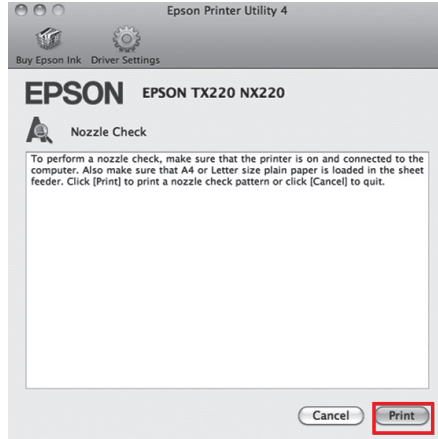 Epson Printer Utility 4
Buy Epson Ink Driver Settings
EPSON EPSON TX220 NX220
Nozzle Check
To perform a nozzle check, make sure that the printer is on and connected to the
computer. Also make sure that A4 or Letter size plain paper is loaded in the sheet
feeder. Click [Print] to print a nozzle check pattern or click [Cancel] to quit.
Cancel Print